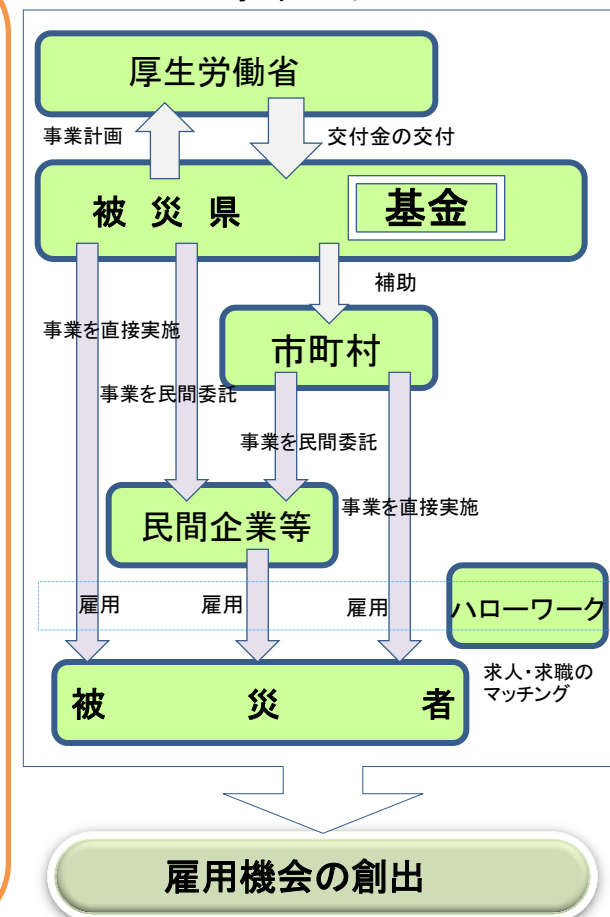 厚生労働省
事業計画
交付金の交付
被災県
基金
補助
事業を直接実施
市町村
事業を民間委託
事業を民間委託
事業を直接実施
民間企業等
雇用
雇用
雇用
ハローワーク
求人・求職の
マッチング
被災者
雇用機会の創出